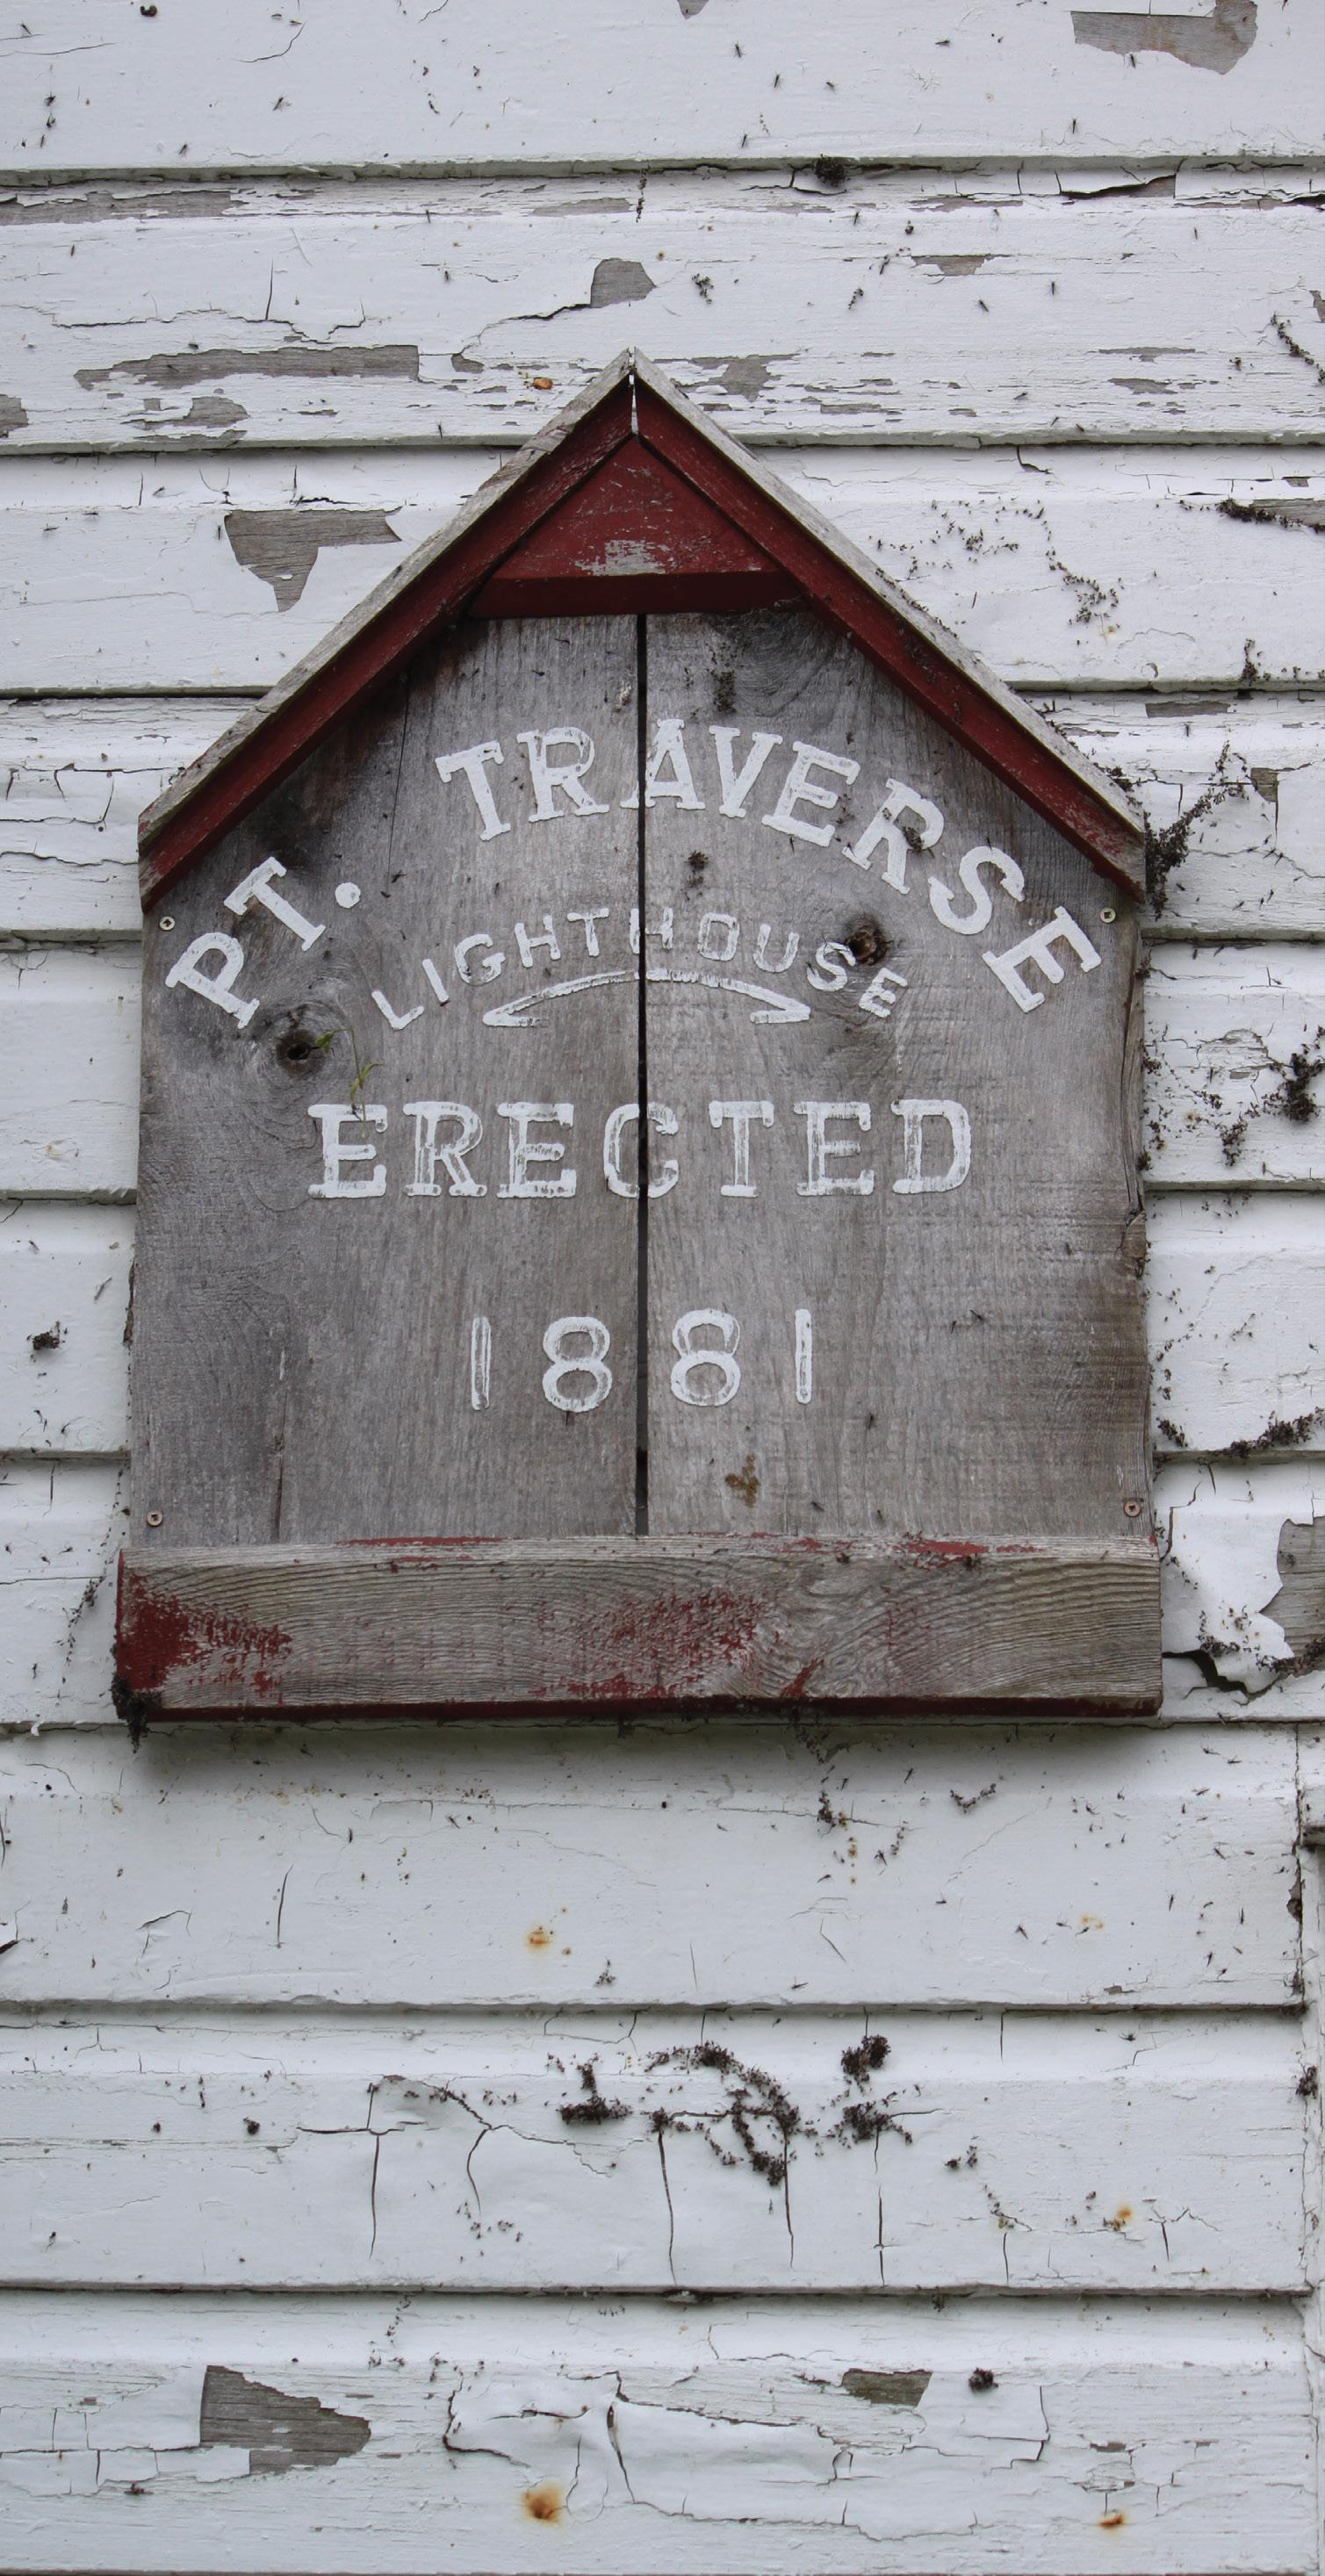 PT. TRAVERSE
LIGHTHOUSE
ERECTED
1881